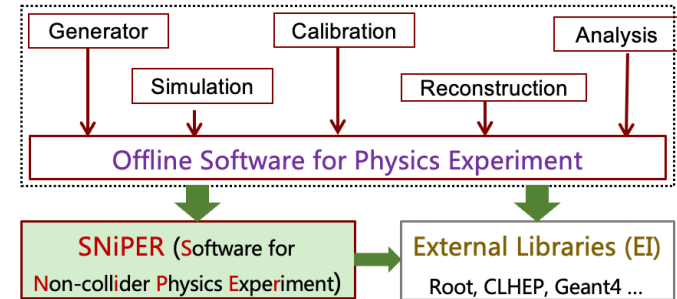 Generator
Calibration
Analysis
Simulation
Reconstruction
Offline Software for Physics Experiment
SNiPER (Software for
Non-collider Physics Experiment)
External Libraries (EI)
Root, CLHEP, Geant4 ...